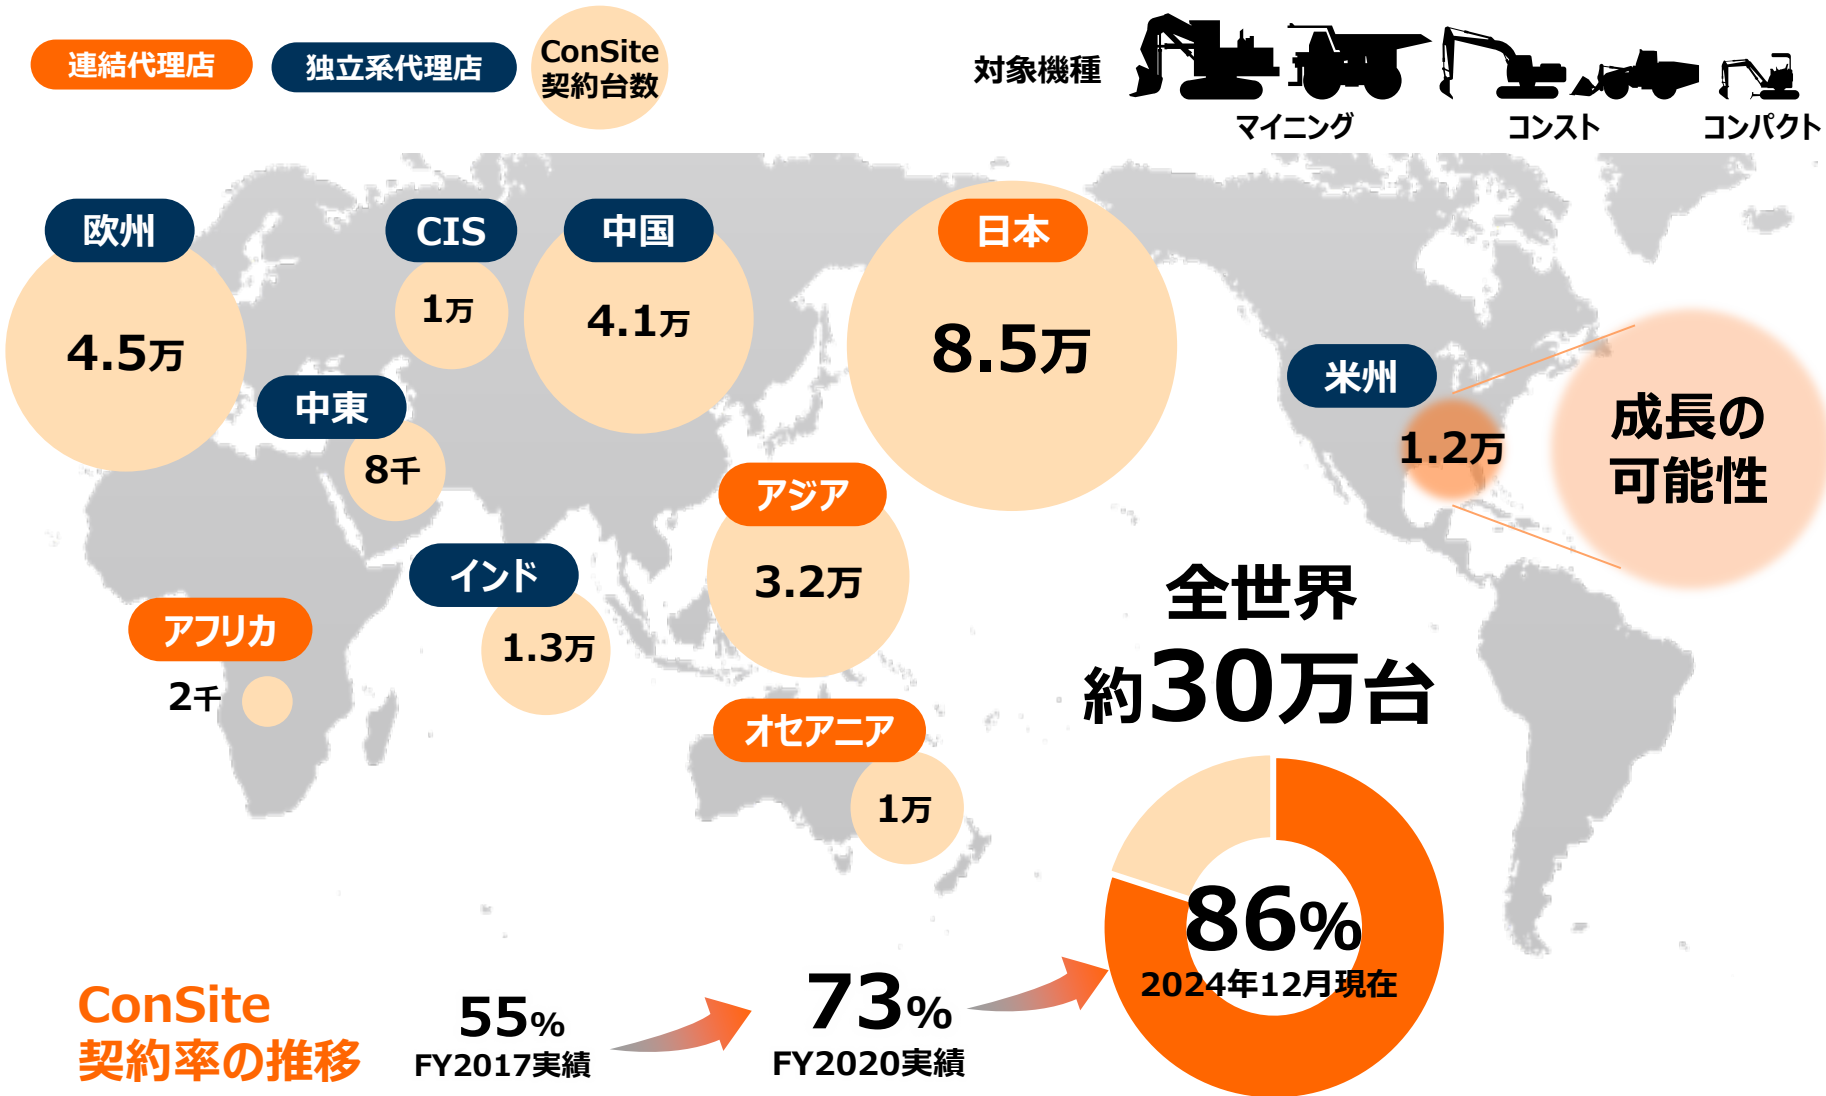 連結代理店
独立系代理店
ConSite
契約台数
対象機種
マイニング
コンスト
コンパクト
欧州
4.5万
CIS
1万
中国
4.1万
日本
8.5万
中東
8千
米州
1.2万
成長の
可能性
アジア
3.2万
インド
1.3万
アフリカ
2千
オセアニア
1万
全世界
約30万台
86%
2024年12月現在
ConSite
契約率の推移
55%
FY2017実績
73%
FY2020実績